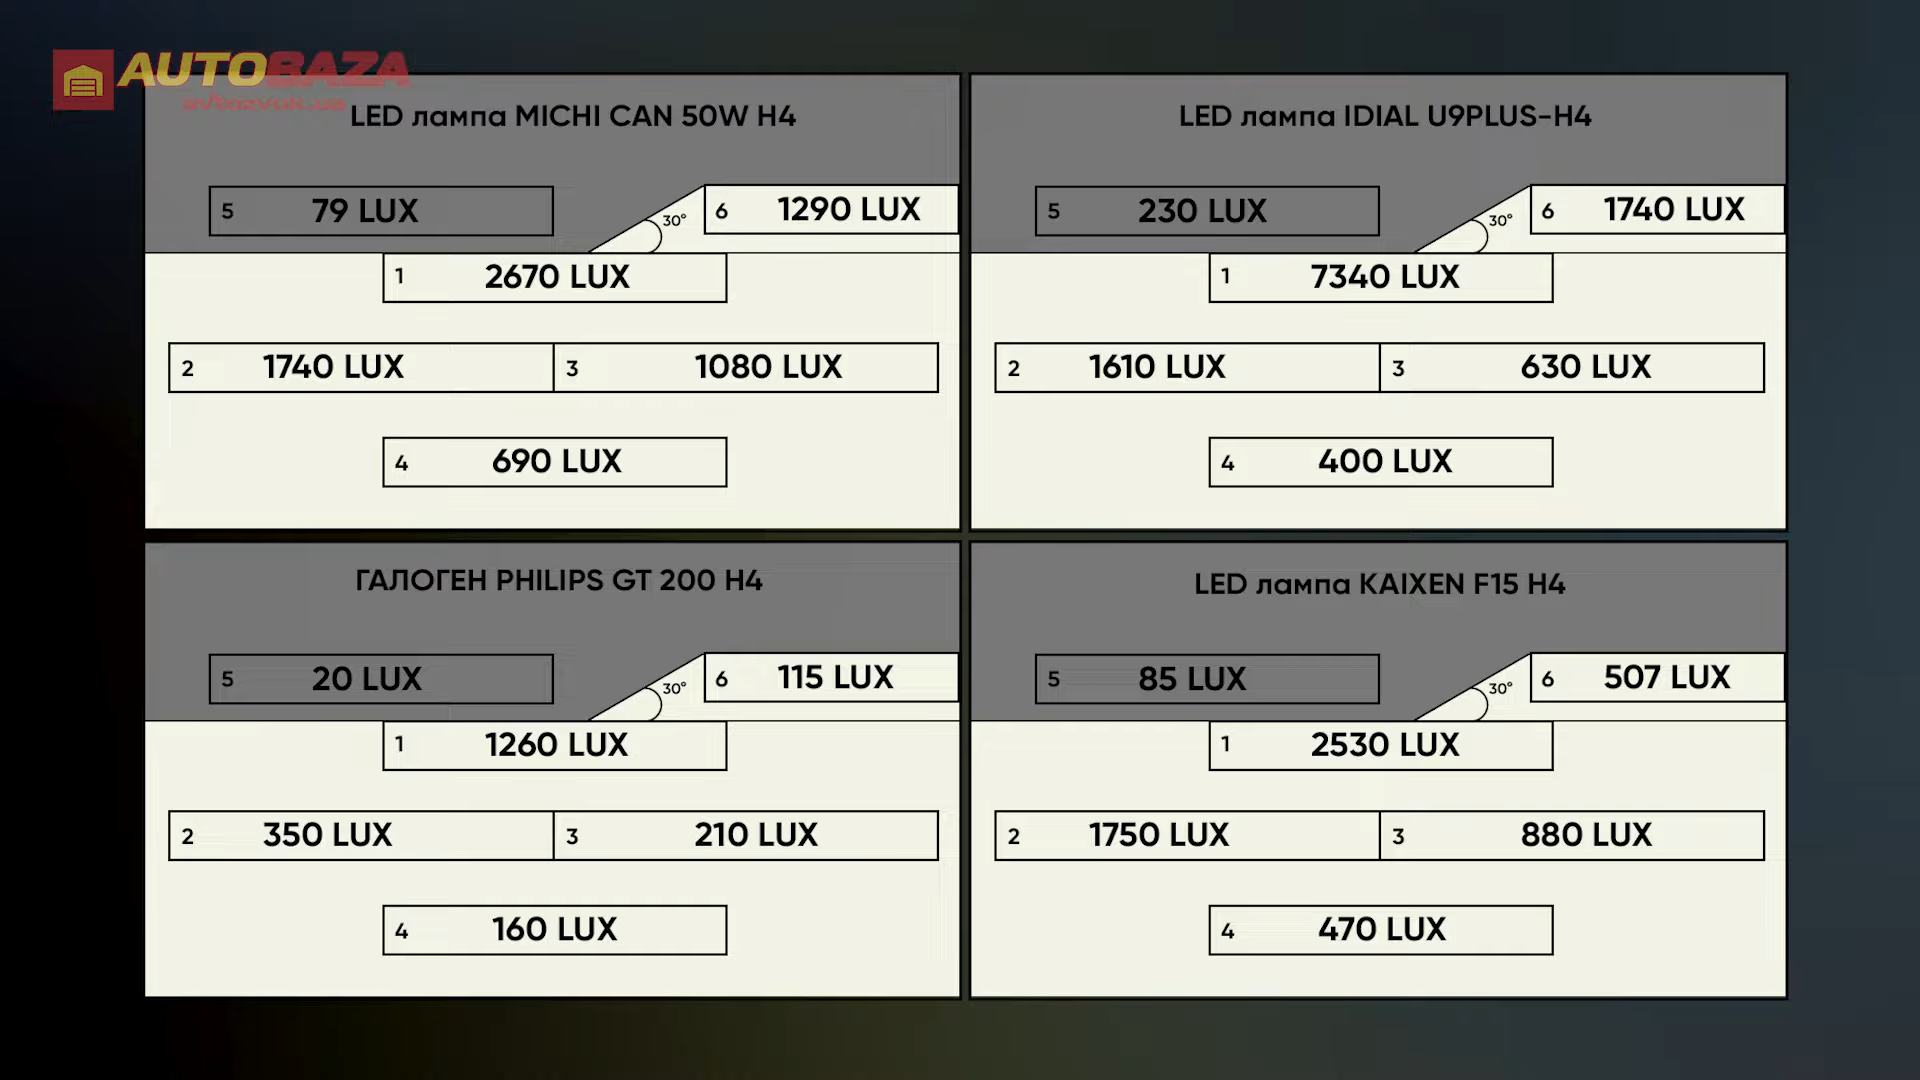 AUTOBAZA
avtozvuk.ua
LED лампа MICHI CAN 50W H4
5 79 LUX
30°
6 1290 LUX
1 2670 LUX
2 1740 LUX
3 1080 LUX
4 690 LUX
LED лампа IDIAL U9PLUS-H4
5 230 LUX
30°
6 1740 LUX
1 7340 LUX
2 1610 LUX
3 630 LUX
4 400 LUX
ГАЛОГЕН PHILIPS GT 200 H4
5 20 LUX
30°
6 115 LUX
1 1260 LUX
2 350 LUX
3 210 LUX
4 160 LUX
LED лампа KAIXEN F15 H4
5 85 LUX
30°
6 507 LUX
1 2530 LUX
2 1750 LUX
3 880 LUX
4 470 LUX